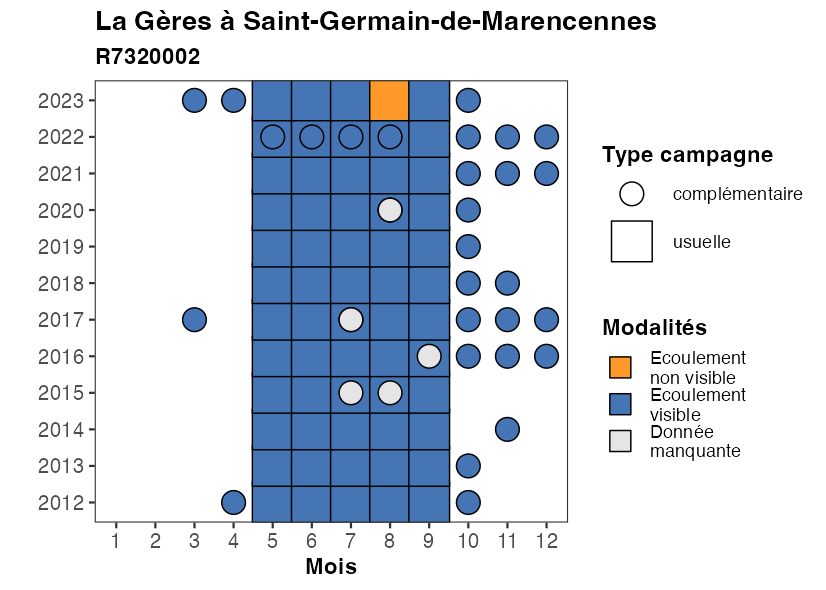 La Gères à Saint-Germain-de-Marencennes
R7320002
2023
2022
2021
2020
2019
2018
2017
2016
2015
2014
2013
2012
1 2 3 4 5 6 7 8 9 10 11 12
Mois
Type campagne
complémentaire
usuelle
Modalités
Ecoulement
non visible
Ecoulement
visible
Donnée
manquante